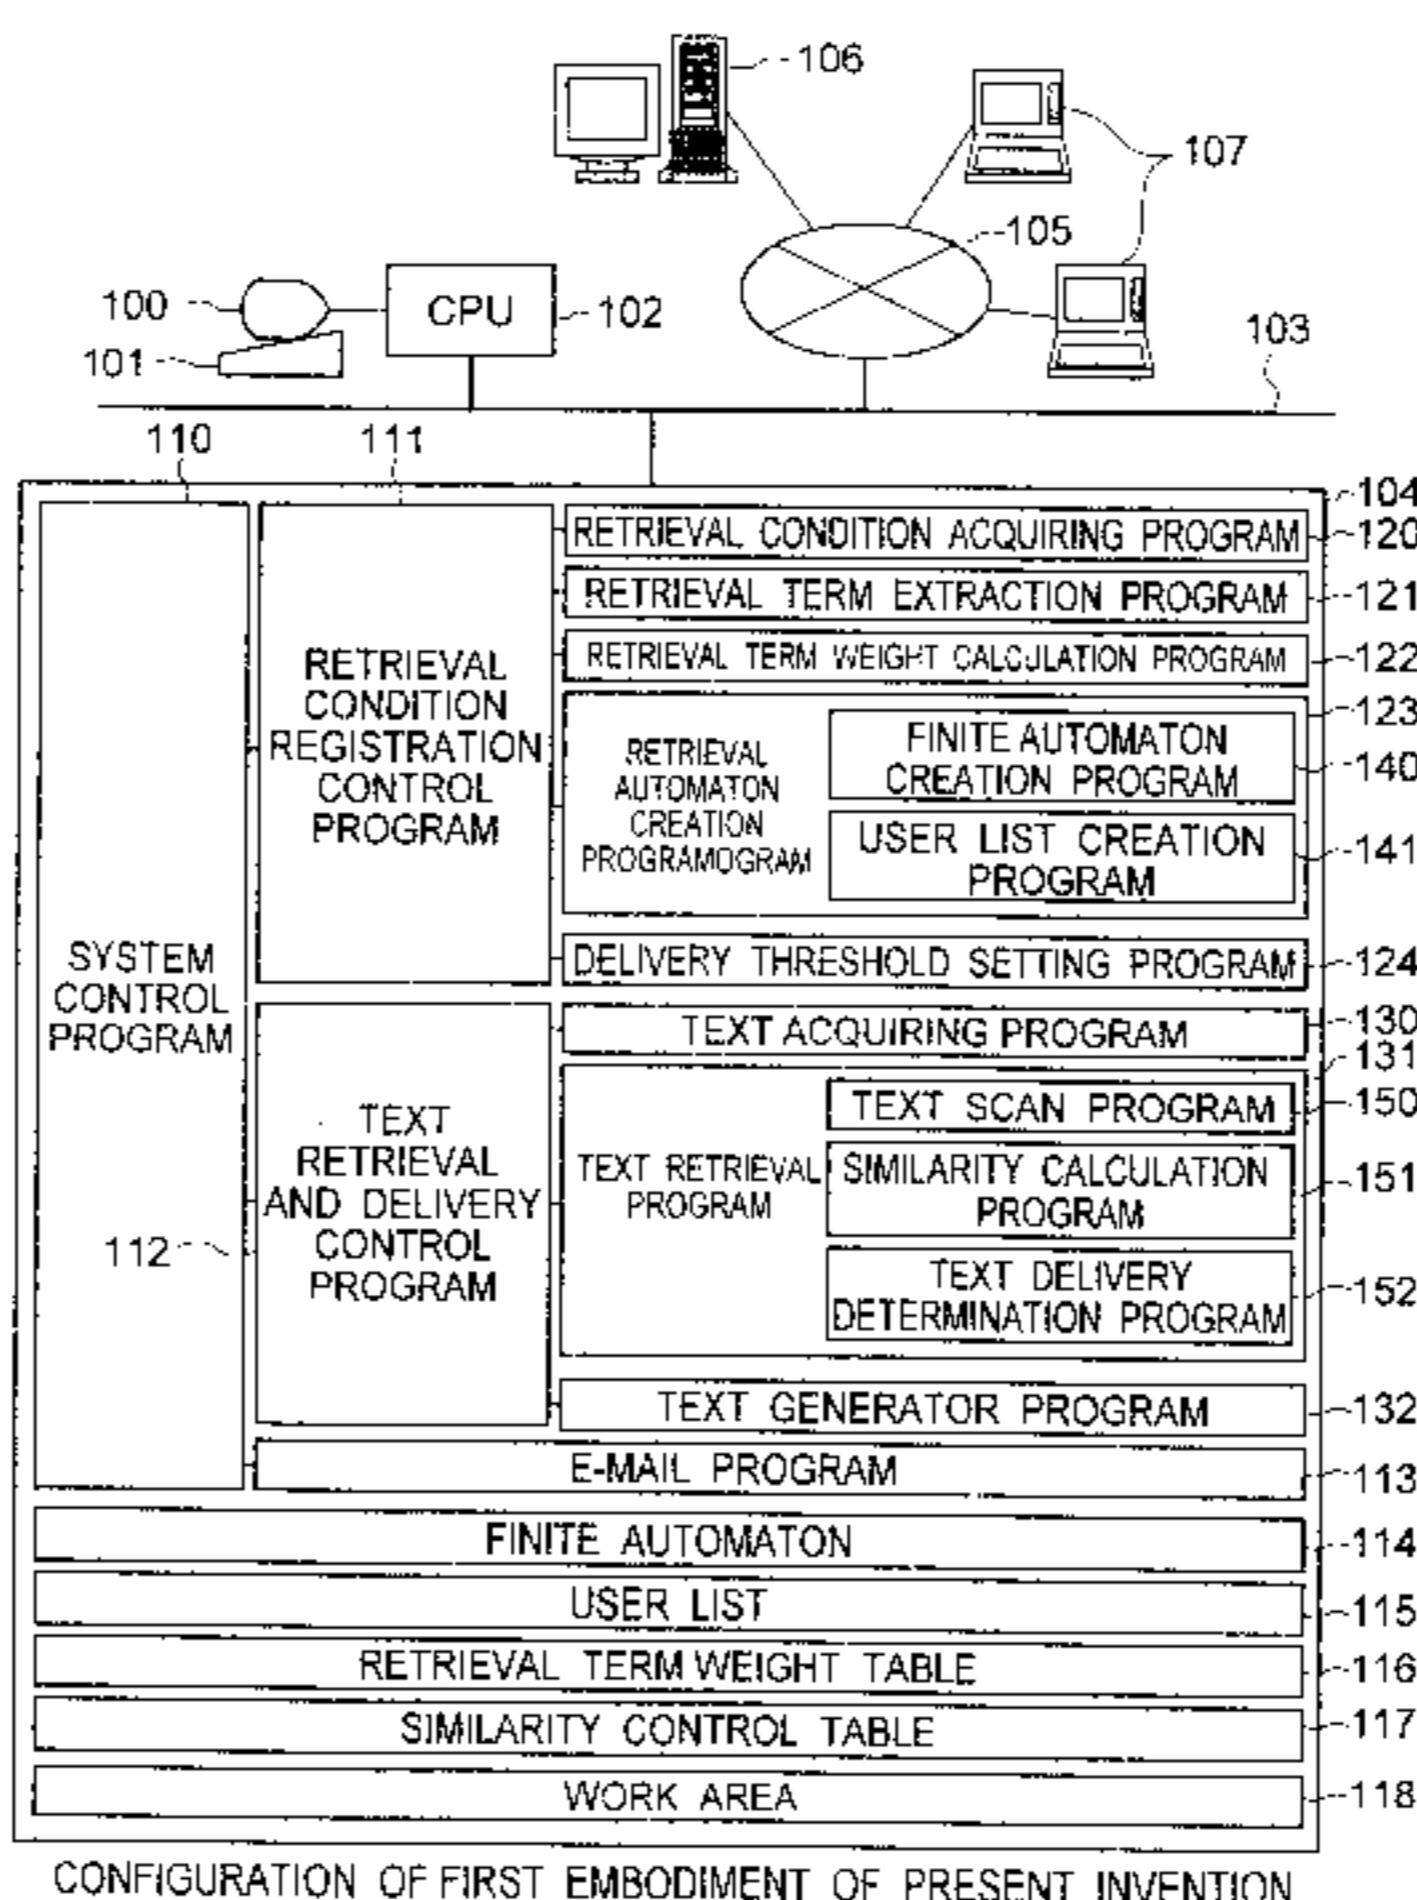 106
107
105
100
CPU
102
101
103
110
111
104
RETRIEVAL CONDITION ACQUIRING PROGRAM
120
RETRIEVAL TERM EXTRACTION PROGRAM
121
RETRIEVAL TERM WEIGHT CALCULATION PROGRAM
122
RETRIEVAL
CONDITION
REGISTRATION
CONTROL
PROGRAM
123
RETRIEVAL
AUTOMATON
CREATION
PROGRAMOGRAM
FINITE AUTOMATON
CREATION PROGRAM
140
USER LIST CREATION
PROGRAM
141
DELIVERY THRESHOLD SETTING PROGRAM
124
SYSTEM
CONTROL
PROGRAM
TEXT ACQUIRING PROGRAM
130
131
TEXT
RETRIEVAL
AND DELIVERY
CONTROL
PROGRAM
112
TEXT RETRIEVAL
PROGRAM
TEXT SCAN PROGRAM
150
SIMILARITY CALCULATION
PROGRAM
151
TEXT DELIVERY
DETERMINATION PROGRAM
152
TEXT GENERATOR PROGRAM
132
E-MAIL PROGRAM
113
FINITE AUTOMATON
114
USER LIST
115
RETRIEVAL TERM WEIGHT TABLE
116
SIMILARITY CONTROL TABLE
117
WORK AREA
118
CONFIGURATION OF FIRST EMBODIMENT OF PRESENT INVENTION